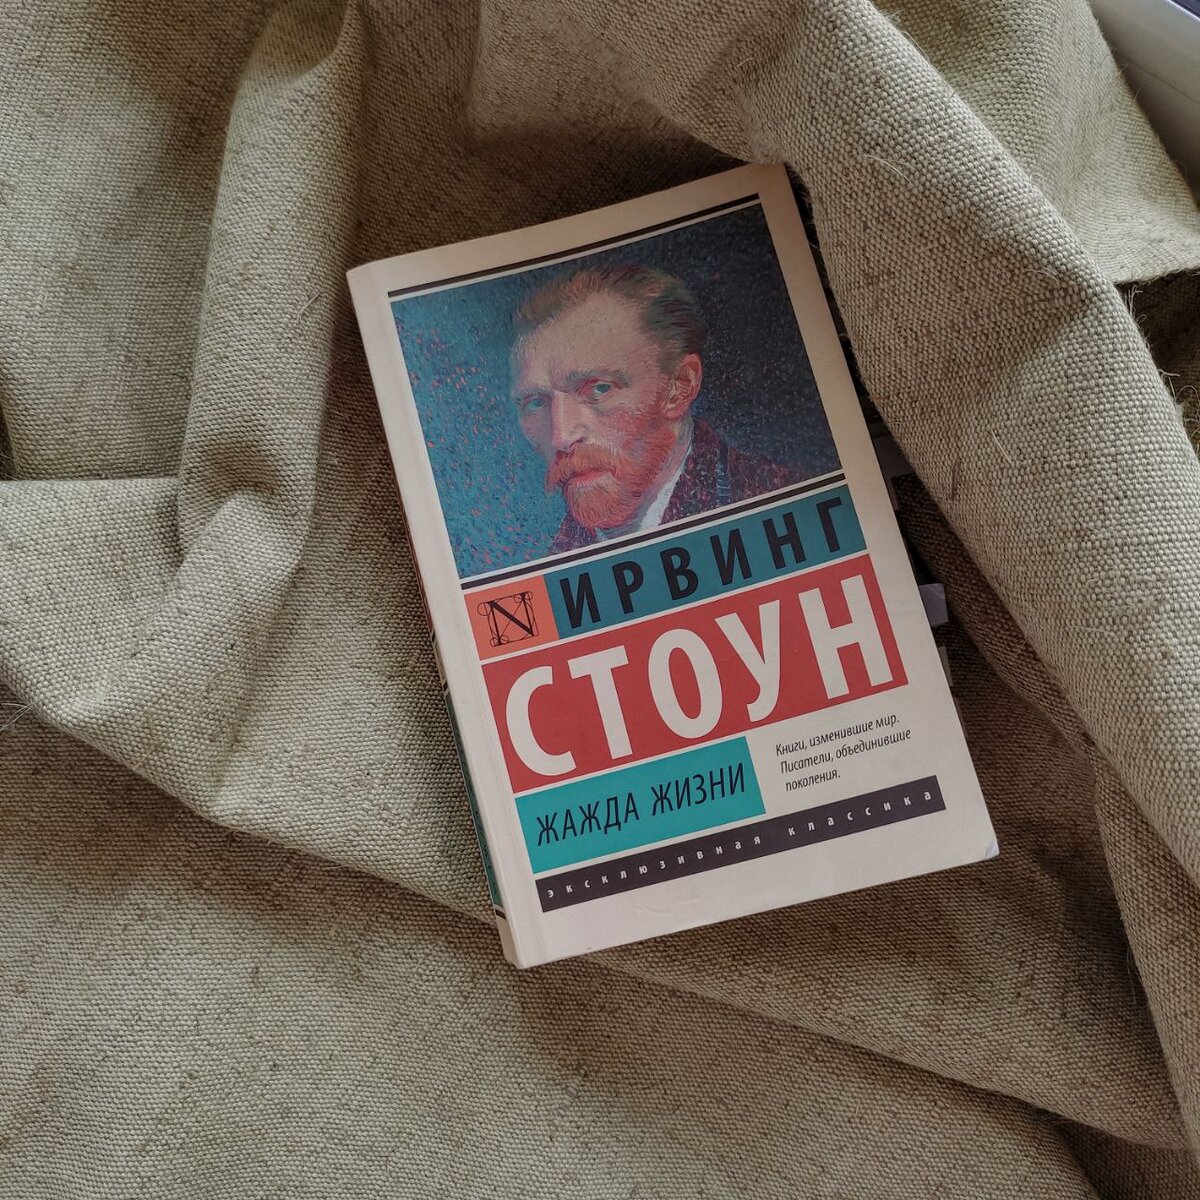 ИРВИНГ
N
СТОУН
ЖАЖДА ЖИЗНИ
Книги, изменившие мир.
Писатели, объединившие
поколения.
эксклюзивная классика